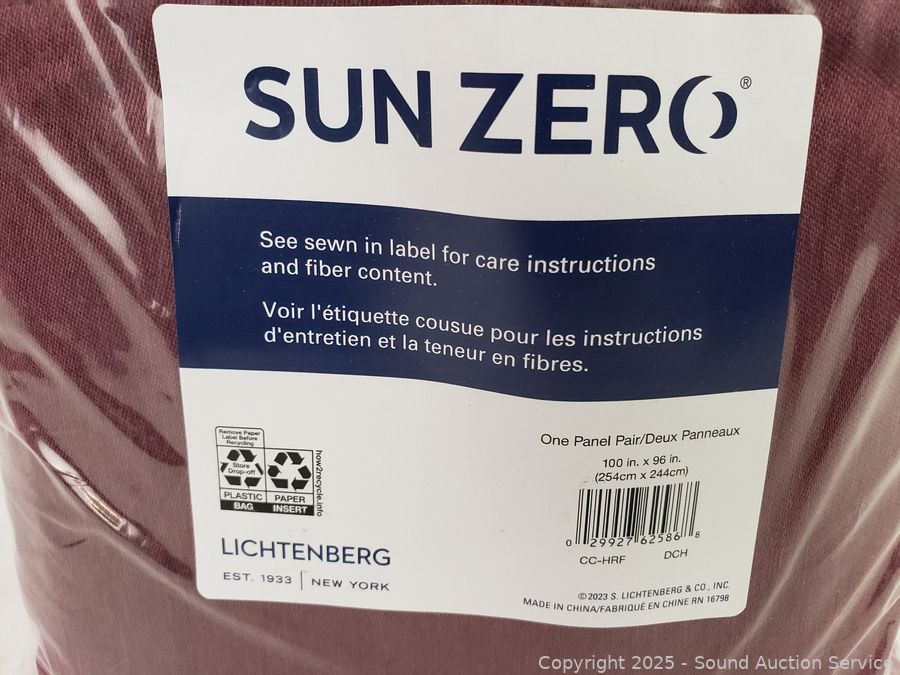 SUN ZERO®
See sewn in label for care instructions
and fiber content.
Voir l'étiquette cousue pour les instructions
d'entretien et la teneur en fibres.
Remove Paper
Label Before
Recycling
Store
Drop-off
PLASTIC
BAG
PAPER
INSERT
how2recycle.info
One Panel Pair/Deux Panneaux
100 in. x 96 in.
(254cm x 244cm)
0 29927 62586 8
CC-HRF DCH
LICHTENBERG
EST. 1933 NEW YORK
©2023 S. LICHTENBERG & CO., INC.
MADE IN CHINA/FABRIQUÉ EN CHINE RN 16798
Copyright 2025 - Sound Auction Service